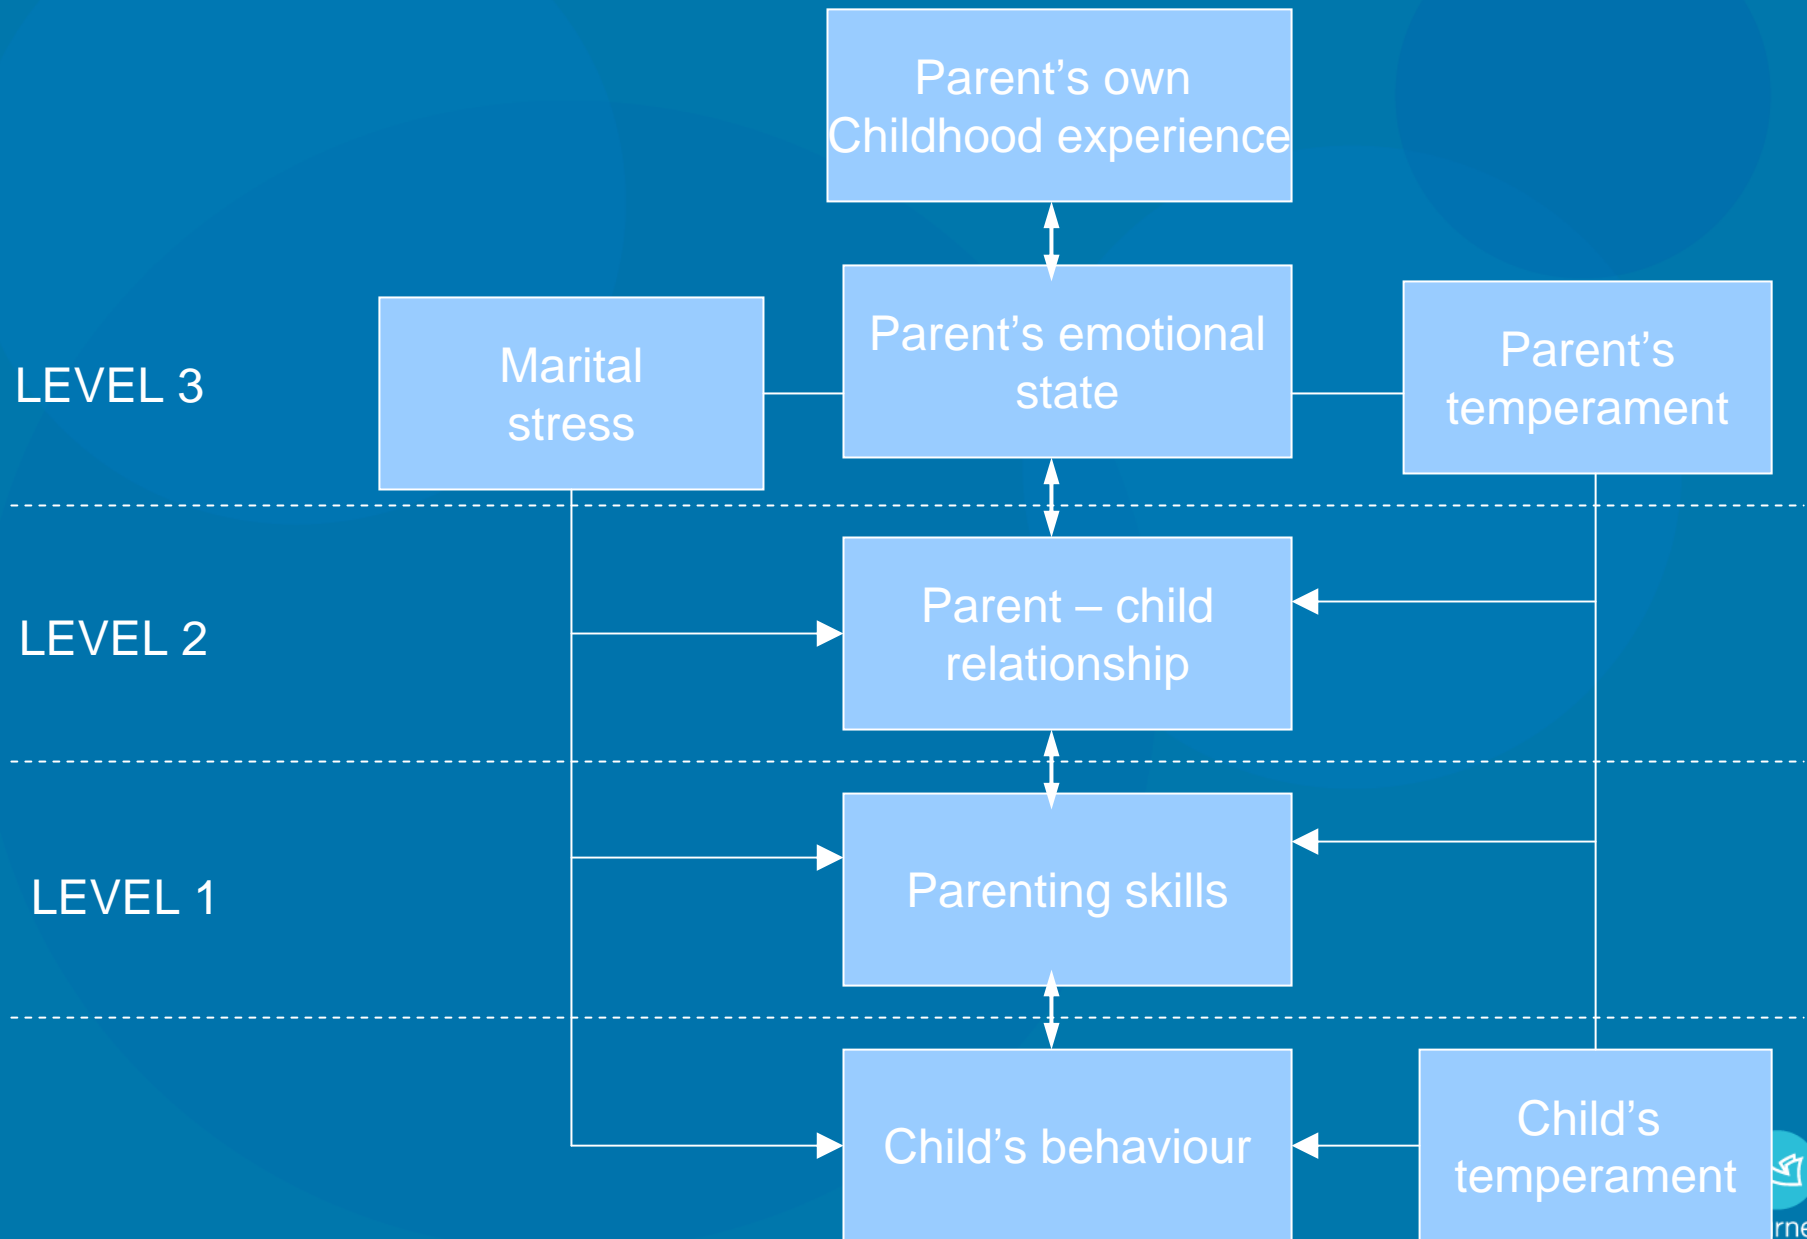 Parent’s own
Childhood experience
LEVEL 3
Marital
stress
Parent’s emotional
state
Parent’s
temperament
LEVEL 2
Parent – child
relationship
LEVEL 1
Parenting skills
Child’s behaviour
Child’s
temperament